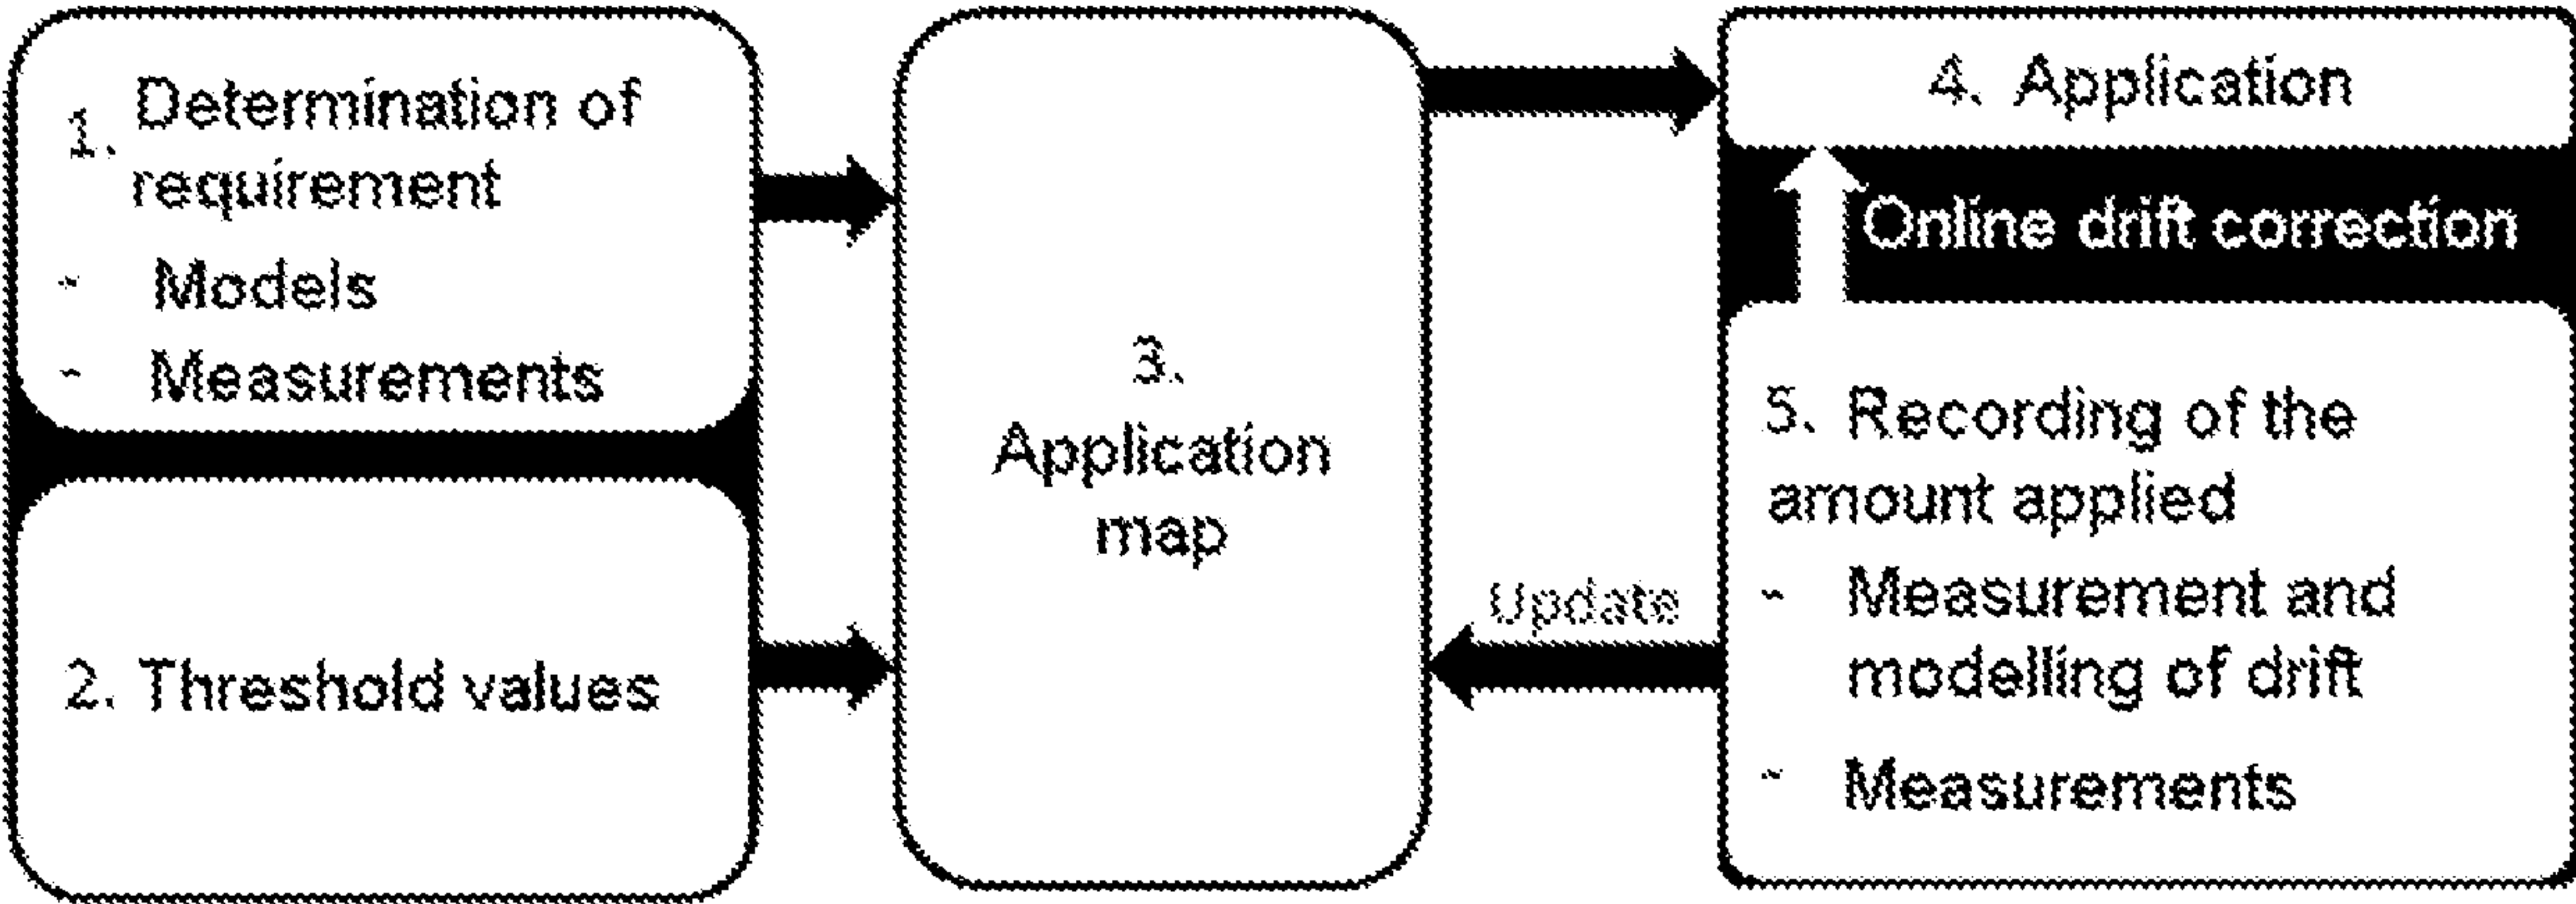 1. Determination of
requirement
- Models
- Measurements
2. Threshold values
3.
Application
map
Update
4. Application
Online drift correction
5. Recording of the
amount applied
- Measurement and
modelling of drift
- Measurements